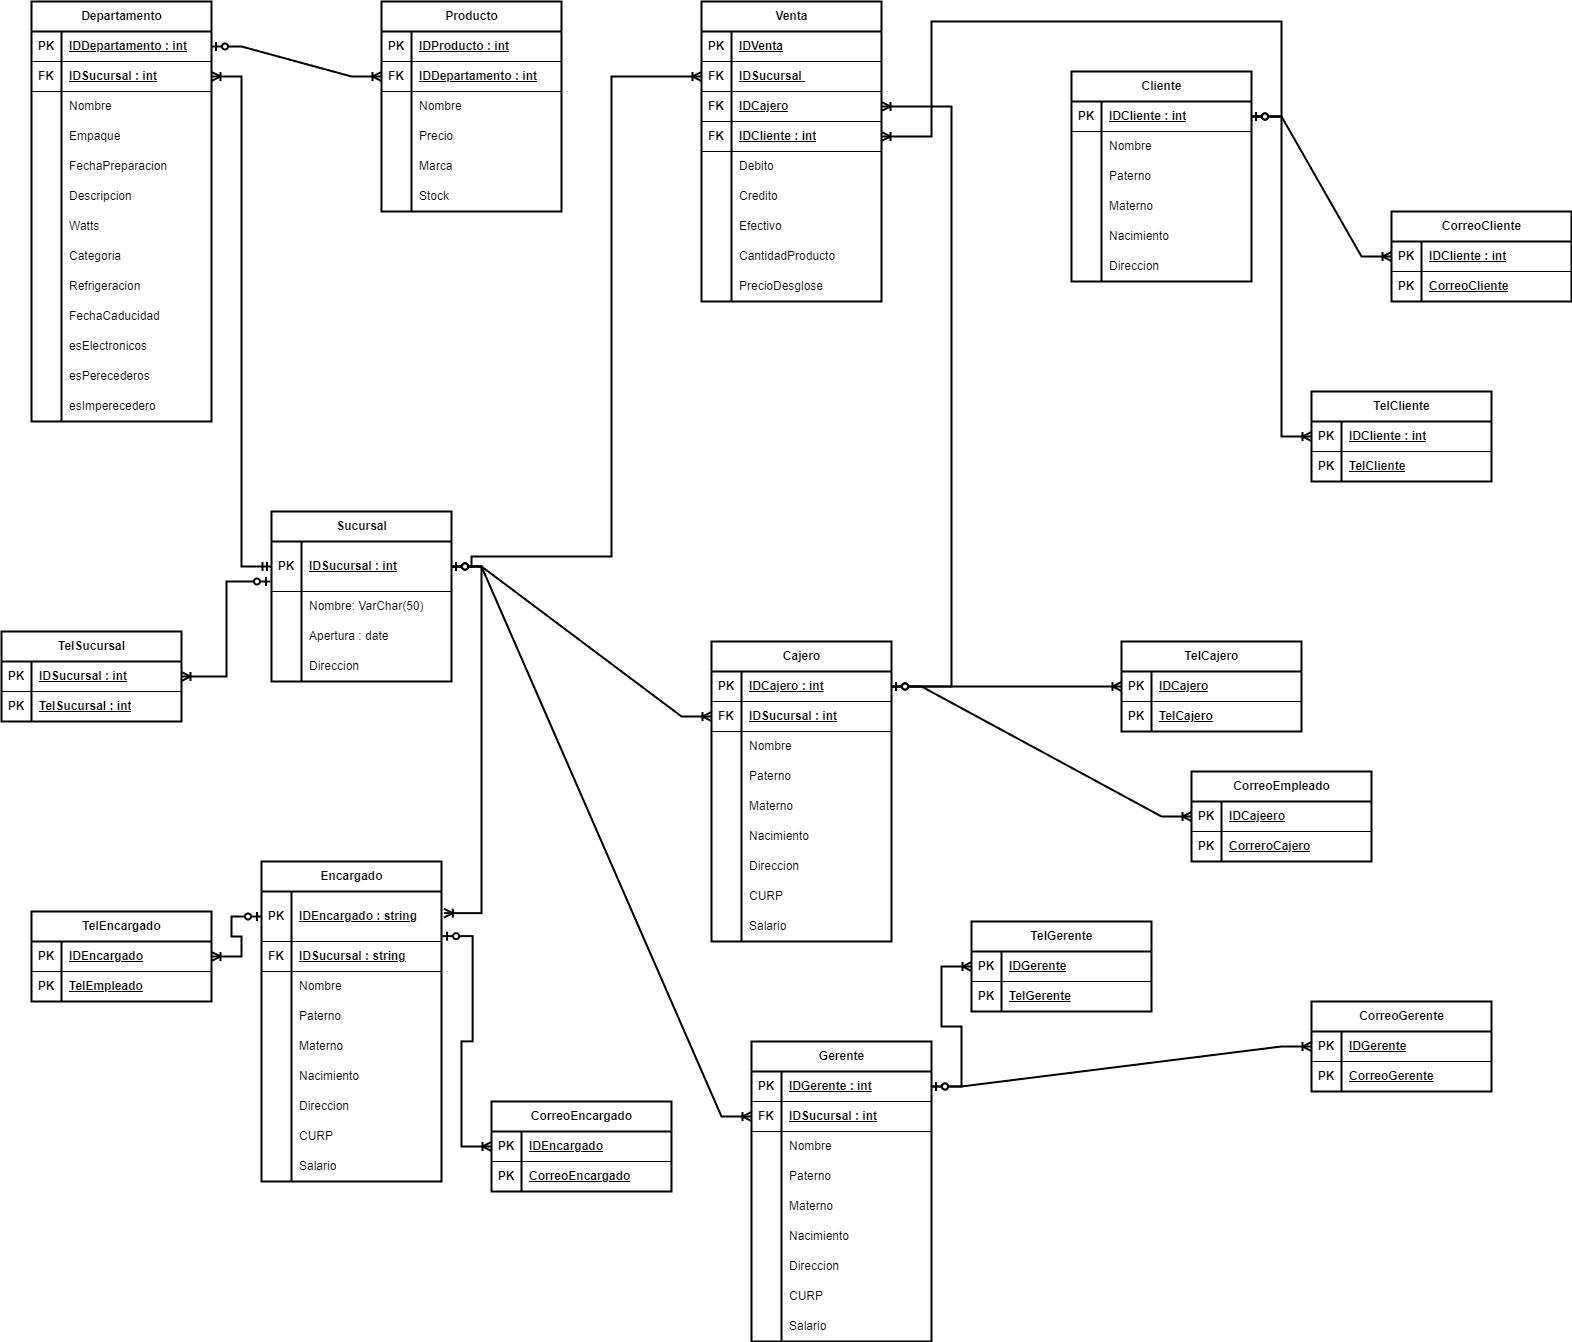 Departamento
PK IDDepartamento : int
FK IDSucursal : int
Nombre
Empaque
FechaPreparacion
Descripcion
Watts
Categoria
Refrigeracion
FechaCaducidad
esElectronicos
esPerecederos
esImperecedero
Producto
PK IDProducto : int
FK IDDepartamento : int
Nombre
Precio
Marca
Stock
Venta
PK IDVenta
FK IDSucursal
FK IDCajero
FK IDCliente : int
Debito
Credito
Efectivo
CantidadProducto
PrecioDesglose
Cliente
PK IDCliente : int
Nombre
Paterno
Materno
Nacimiento
Direccion
CorreoCliente
PK IDCliente : int
PK CorreoCliente
TelCliente
PK IDCliente : int
PK TelCliente
Sucursal
PK IDSucursal : int
Nombre: VarChar(50)
Apertura : date
Direccion
TelSucursal
PK IDSucursal : int
PK TelSucursal : int
Cajero
PK IDCajero : int
FK IDSucursal : int
Nombre
Paterno
Materno
Nacimiento
Direccion
CURP
Salario
TelCajero
PK IDCajero
PK TelCajero
CorreoEmpleado
PK IDCajeero
PK CorreroCajero
Encargado
PK IDEncargado : string
FK IDSucursal : string
Nombre
Paterno
Materno
Nacimiento
Direccion
CURP
Salario
TelEncargado
PK IDEncargado
PK TelEmpleado
CorreoEncargado
PK IDEncargado
PK CorreoEncargado
TelGerente
PK IDGerente
PK TelGerente
CorreoGerente
PK IDGerente
PK CorreoGerente
Gerente
PK IDGerente : int
FK IDSucursal : int
Nombre
Paterno
Materno
Nacimiento
Direccion
CURP
Salario